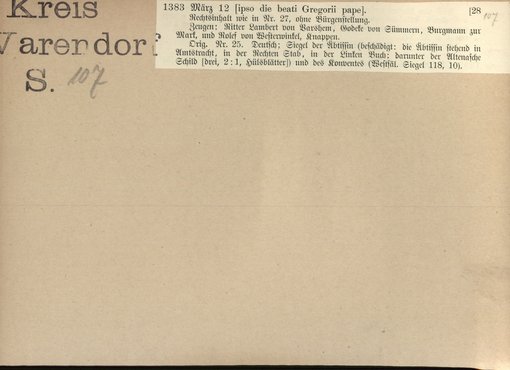 Kreis
Warendorf
S. 107
1383 März 12 [ipso die beati Gregorii pape]. [28
107
Rechtsinhalt wie in Nr. 27, ohne Bürgenstellung.
Zeugen: Ritter Lambert von Varshem, Godeke von Sümmern, Burgmann zur
Mark, und Rolef von Westerwinkel, Knappen.
Orig. Nr. 25. Deutsch; Siegel der Äbtissin (beschädigt: die Äbtissin stehend in
Amtstracht, in der Rechten Stab, in der Linken Buch; darunter der Altenasche
Schild [drei, 2:1, Hülsblätter]) und des Konventes (Westfäl. Siegel 118, 10).